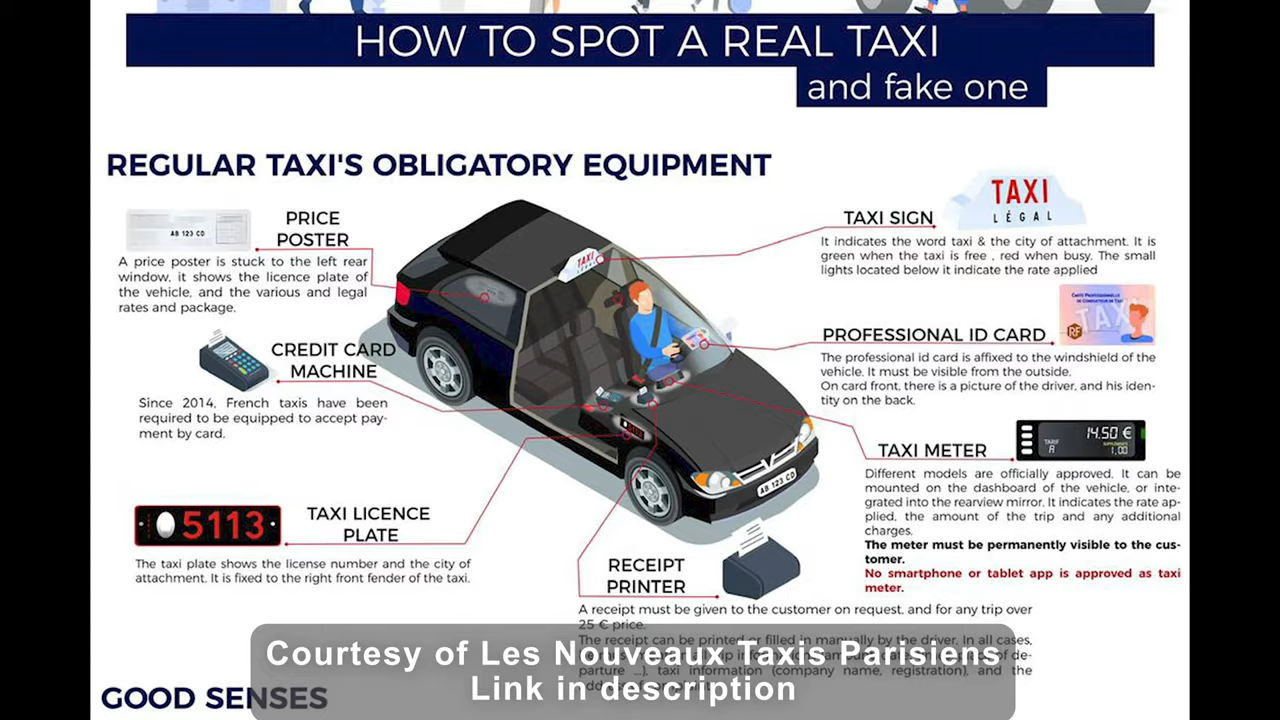 HOW TO SPOT A REAL TAXI
and fake one
REGULAR TAXI'S OBLIGATORY EQUIPMENT
AB 123 CD
PRICE
POSTER
A price poster is stuck to the left rear
window, it shows the licence plate of
the vehicle, and the various and legal
rates and package.
CREDIT CARD
MACHINE
Since 2014, French taxis have been
required to be equipped to accept pay-
ment by card.
5113
TAXI LICENCE
PLATE
The taxi plate shows the license number and the city of
attachment. It is fixed to the right front fender of the taxi.
TAXI
LÉGAL
5113
AB 123 CD
TAXI SIGN
TAXI
LÉGAL
It indicates the word taxi & the city of attachment. It is
green when the taxi is free , red when busy. The small
lights located below it indicate the rate applied
PROFESSIONAL ID CARD
CARTE PROFESSIONNELLE
DE CONDUCTEUR DE TAXI
TAXI
RF
The professional id card is affixed to the windshield of the
vehicle. It must be visible from the outside.
On card front, there is a picture of the driver, and his iden-
tity on the back.
TAXI METER
14.50 €
TARIF
A
SUPPLEMENTS
1,00
Different models are officially approved. It can be
mounted on the dashboard of the vehicle, or inte-
grated into the rearview mirror. It indicates the rate ap-
plied, the amount of the trip and any additional
charges.
The meter must be permanently visible to the cus-
tomer.
No smartphone or tablet app is approved as taxi
meter.
RECEIPT
PRINTER
A receipt must be given to the customer on request, and for any trip over
25 € price.
The receipt can be printed or filled in manually by the driver. In all cases,
of de-
parture ...), taxi information (company name, registration), and the
Courtesy of Les Nouveaux Taxis Parisiens
Link in description
GOOD SENSES